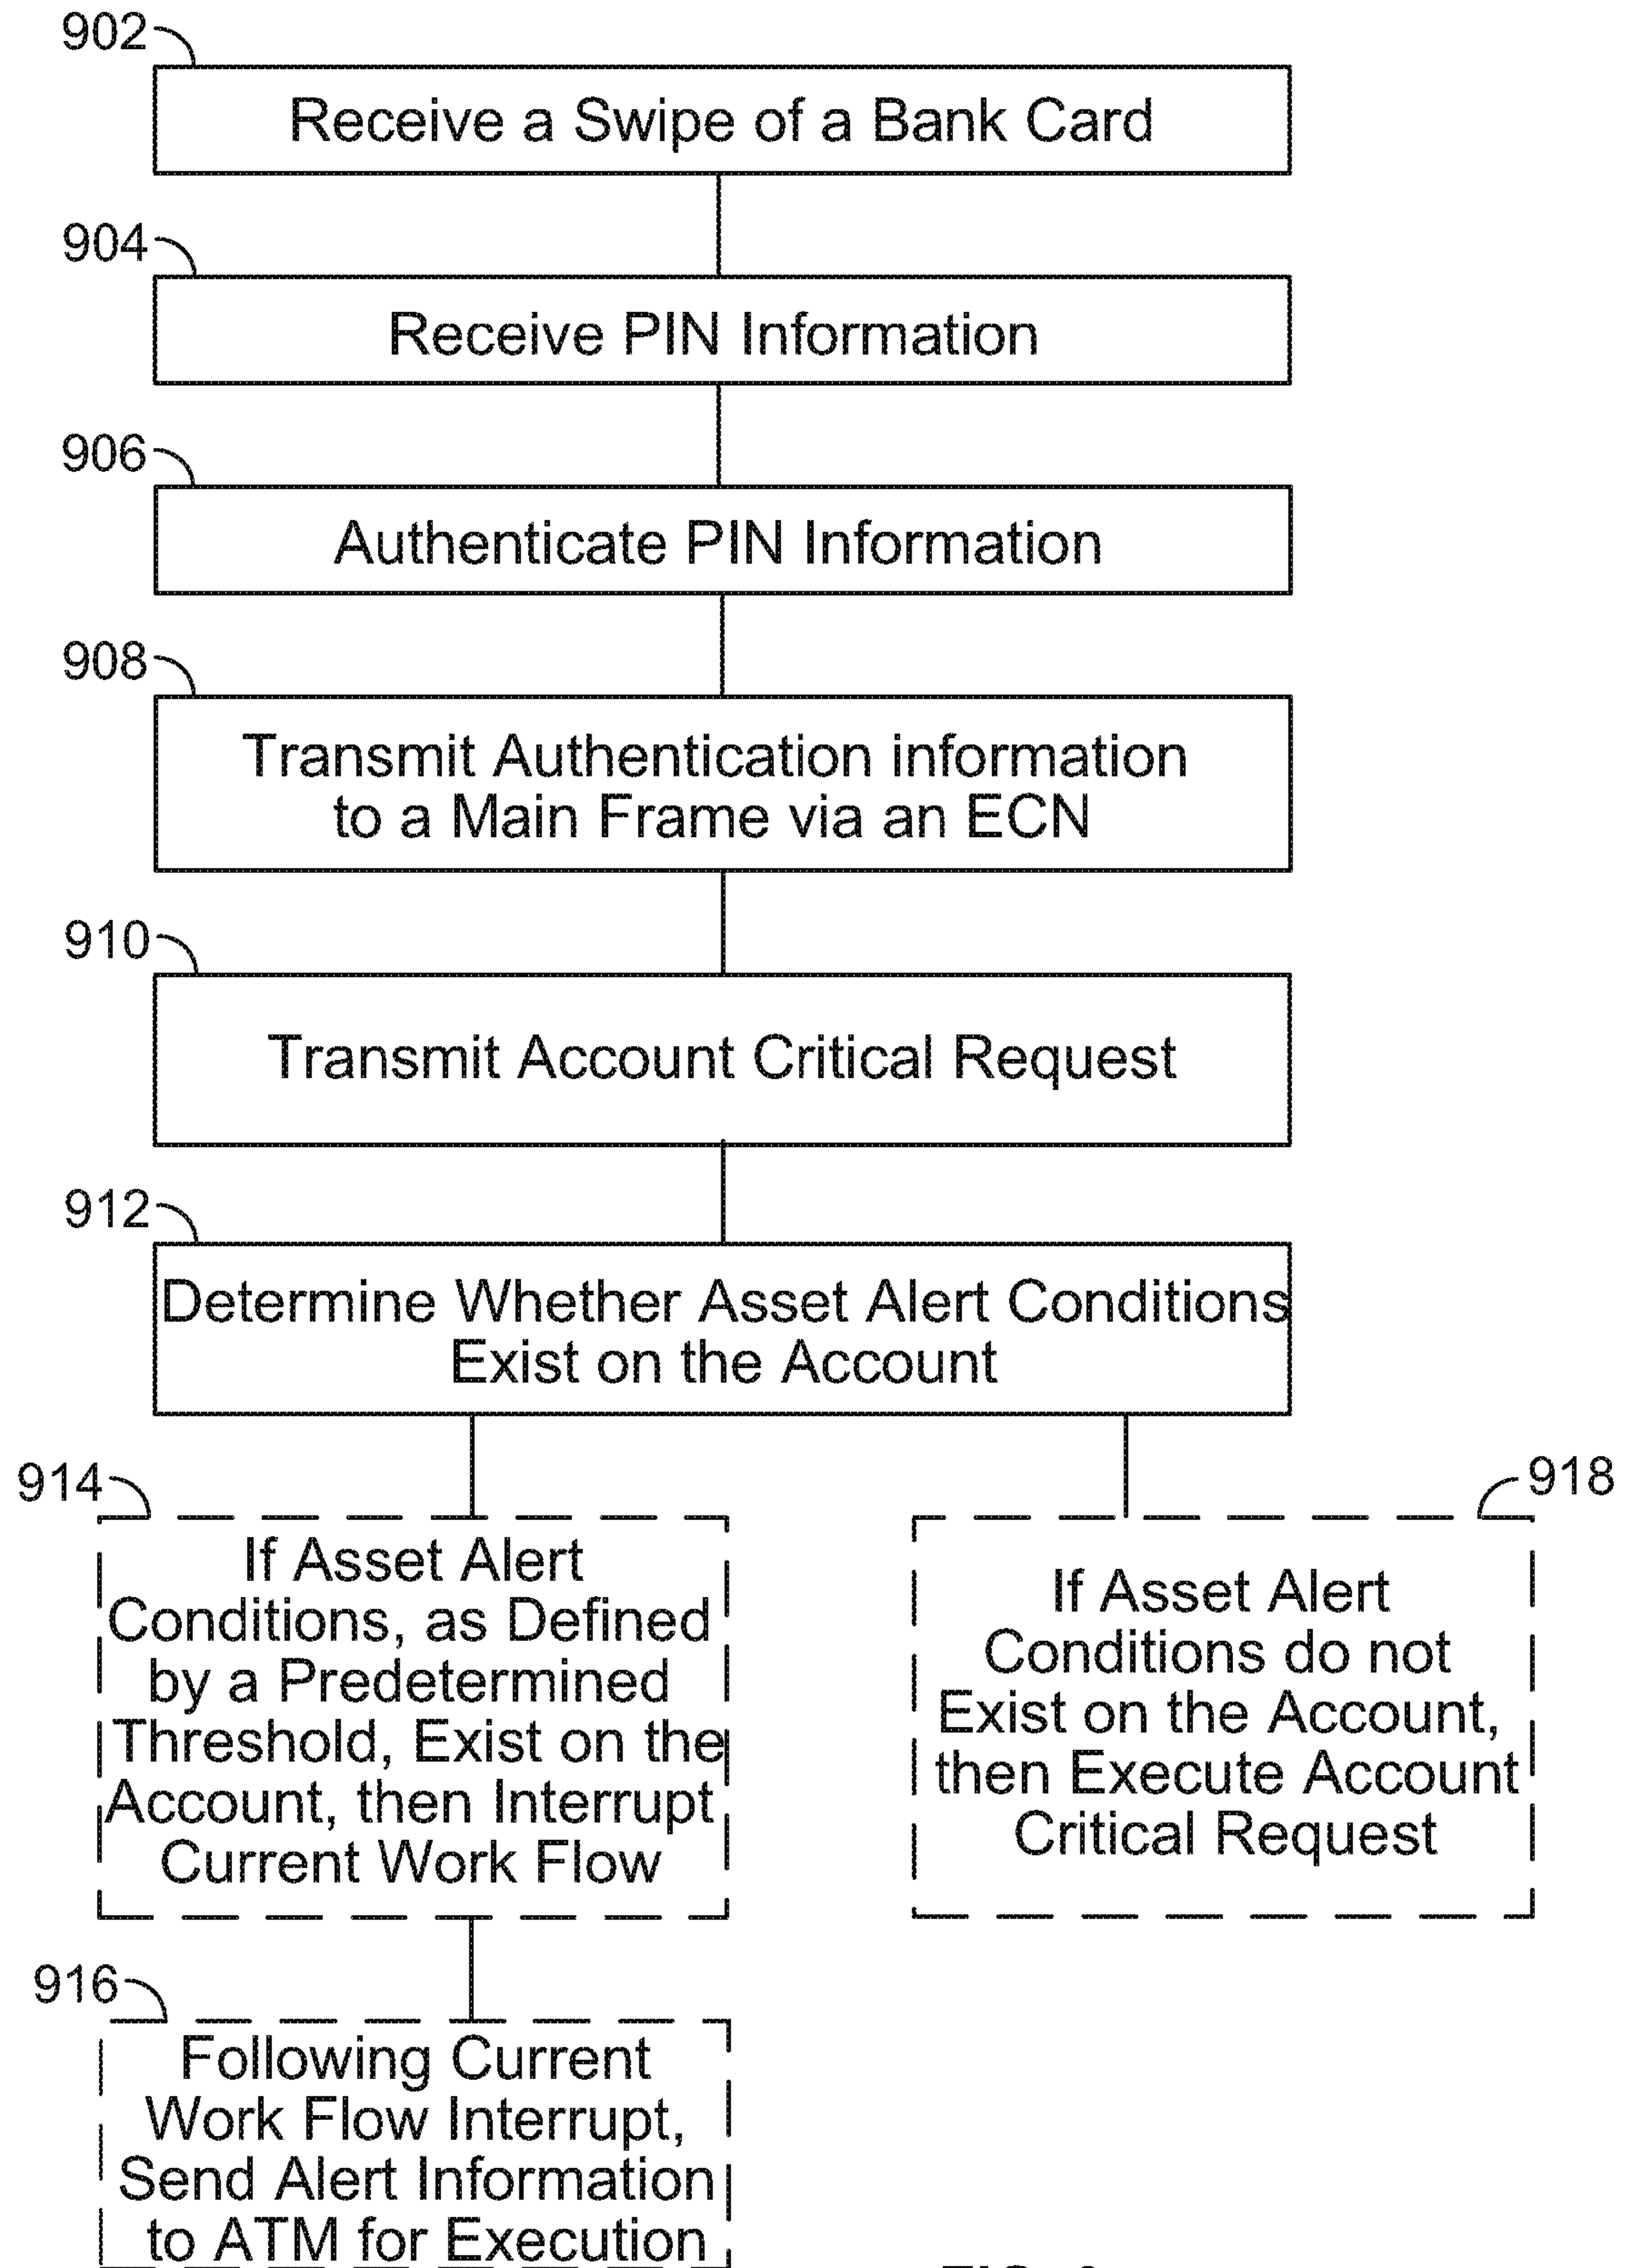 902
Receive a Swipe of a Bank Card
904
Receive PIN Information
906
Authenticate PIN Information
908
Transmit Authentication information
to a Main Frame via an ECN
910
Transmit Account Critical Request
912
Determine Whether Asset Alert Conditions
Exist on the Account
914
If Asset Alert
Conditions, as Defined
by a Predetermined
Threshold, Exist on the
Account, then Interrupt
Current Work Flow
918
If Asset Alert
Conditions do not
Exist on the Account,
then Execute Account
Critical Request
916
Following Current
Work Flow Interrupt,
Send Alert Information
to ATM for Execution